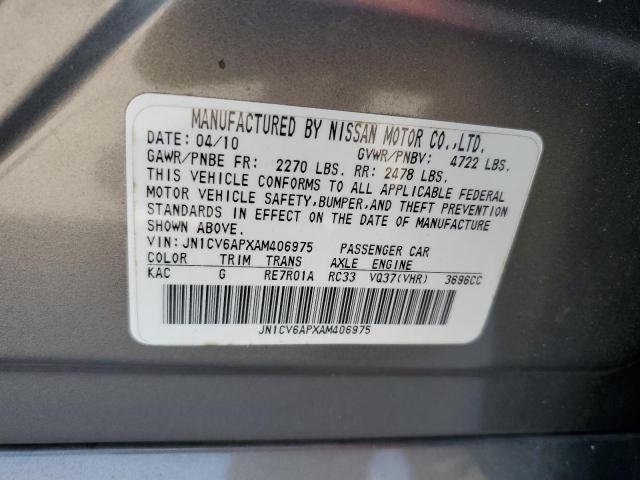 MANUFACTURED BY NISSAN MOTOR CO.,LTD.
DATE: 04/10 GVWR/PNBV: 4722 LBS.
GAWR/PNBE FR: 2270 LBS. RR: 2478 LBS.
THIS VEHICLE CONFORMS TO ALL APPLICABLE FEDERAL
MOTOR VEHICLE SAFETY,BUMPER,AND THEFT PREVENTION
STANDARDS IN EFFECT ON THE DATE OF MANUFACTURE
SHOWN ABOVE.
VIN:JN1CV6APXAM406975 PASSENGER CAR
COLOR TRIM TRANS AXLE ENGINE
KAC G RE7R01A RC33 VQ37(VHR) 3696CC
JN1CV6APXAM406975